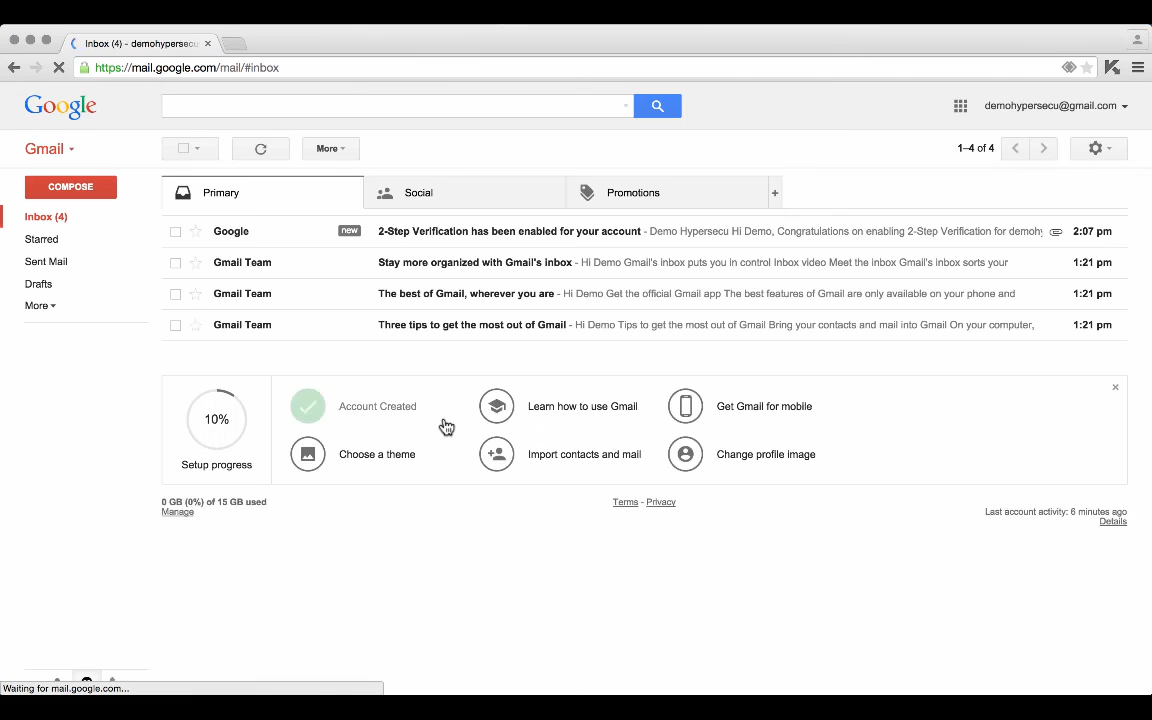 Inbox (4) - demohypersecu
https://mail.google.com/mail/#inbox
Google
demohypersecu@gmail.com
Gmail
More
1–4 of 4
COMPOSE
Primary
Social
Promotions
+
Inbox (4)
Starred
Sent Mail
Drafts
More
Google new 2-Step Verification has been enabled for your account - Demo Hypersecu Hi Demo, Congratulations on enabling 2-Step Verification for demohy 2:07 pm
Gmail Team Stay more organized with Gmail's inbox - Hi Demo Gmail's inbox puts you in control Inbox video Meet the inbox Gmail's inbox sorts your 1:21 pm
Gmail Team The best of Gmail, wherever you are - Hi Demo Get the official Gmail app The best features of Gmail are only available on your phone and 1:21 pm
Gmail Team Three tips to get the most out of Gmail - Hi Demo Tips to get the most out of Gmail Bring your contacts and mail into Gmail On your computer, 1:21 pm
10%
Setup progress
Account Created
Learn how to use Gmail
Get Gmail for mobile
Choose a theme
Import contacts and mail
Change profile image
0 GB (0%) of 15 GB used
Manage
Terms - Privacy
Last account activity: 6 minutes ago
Details
Waiting for mail.google.com...